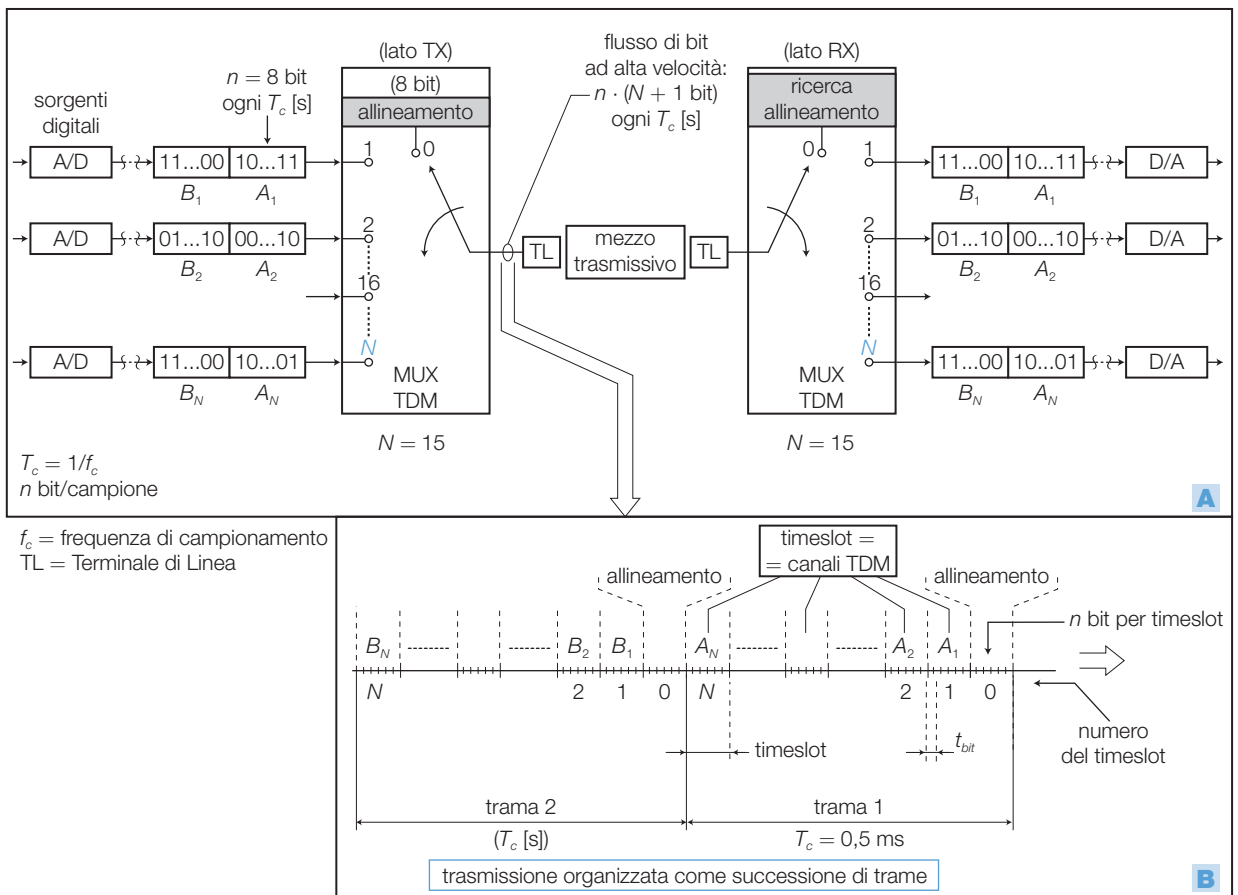 (lato TX)
flusso di bit
ad alta velocità:
n · (N + 1 bit)
ogni T_c [s]
(lato RX)
sorgenti
digitali
n = 8 bit
ogni T_c [s]
(8 bit)
allineamento
ricerca
allineamento
1 0
0 1
A/D 11...00 10...11
B_1 A_1
11...00 10...11 D/A
B_1 A_1
2
2
A/D 01...10 00...10
B_2 A_2
TL mezzo trasmissivo TL
01...10 00...10 D/A
B_2 A_2
16
16
N
N
A/D 11...00 10...01
B_N A_N
11...00 10...01 D/A
B_N A_N
MUX
TDM
MUX
TDM
N = 15
N = 15
T_c = 1/f_c
n bit/campione
A
f_c = frequenza di campionamento
TL = Terminale di Linea
timeslot =
= canali TDM
allineamento
allineamento
n bit per timeslot
B_N B_2 B_1 A_N A_2 A_1
N 2 1 0 N 2 1 0
numero
del timeslot
timeslot
t_bit
trama 2
trama 1
(T_c [s])
T_c = 0,5 ms
trasmissione organizzata come successione di trame
B